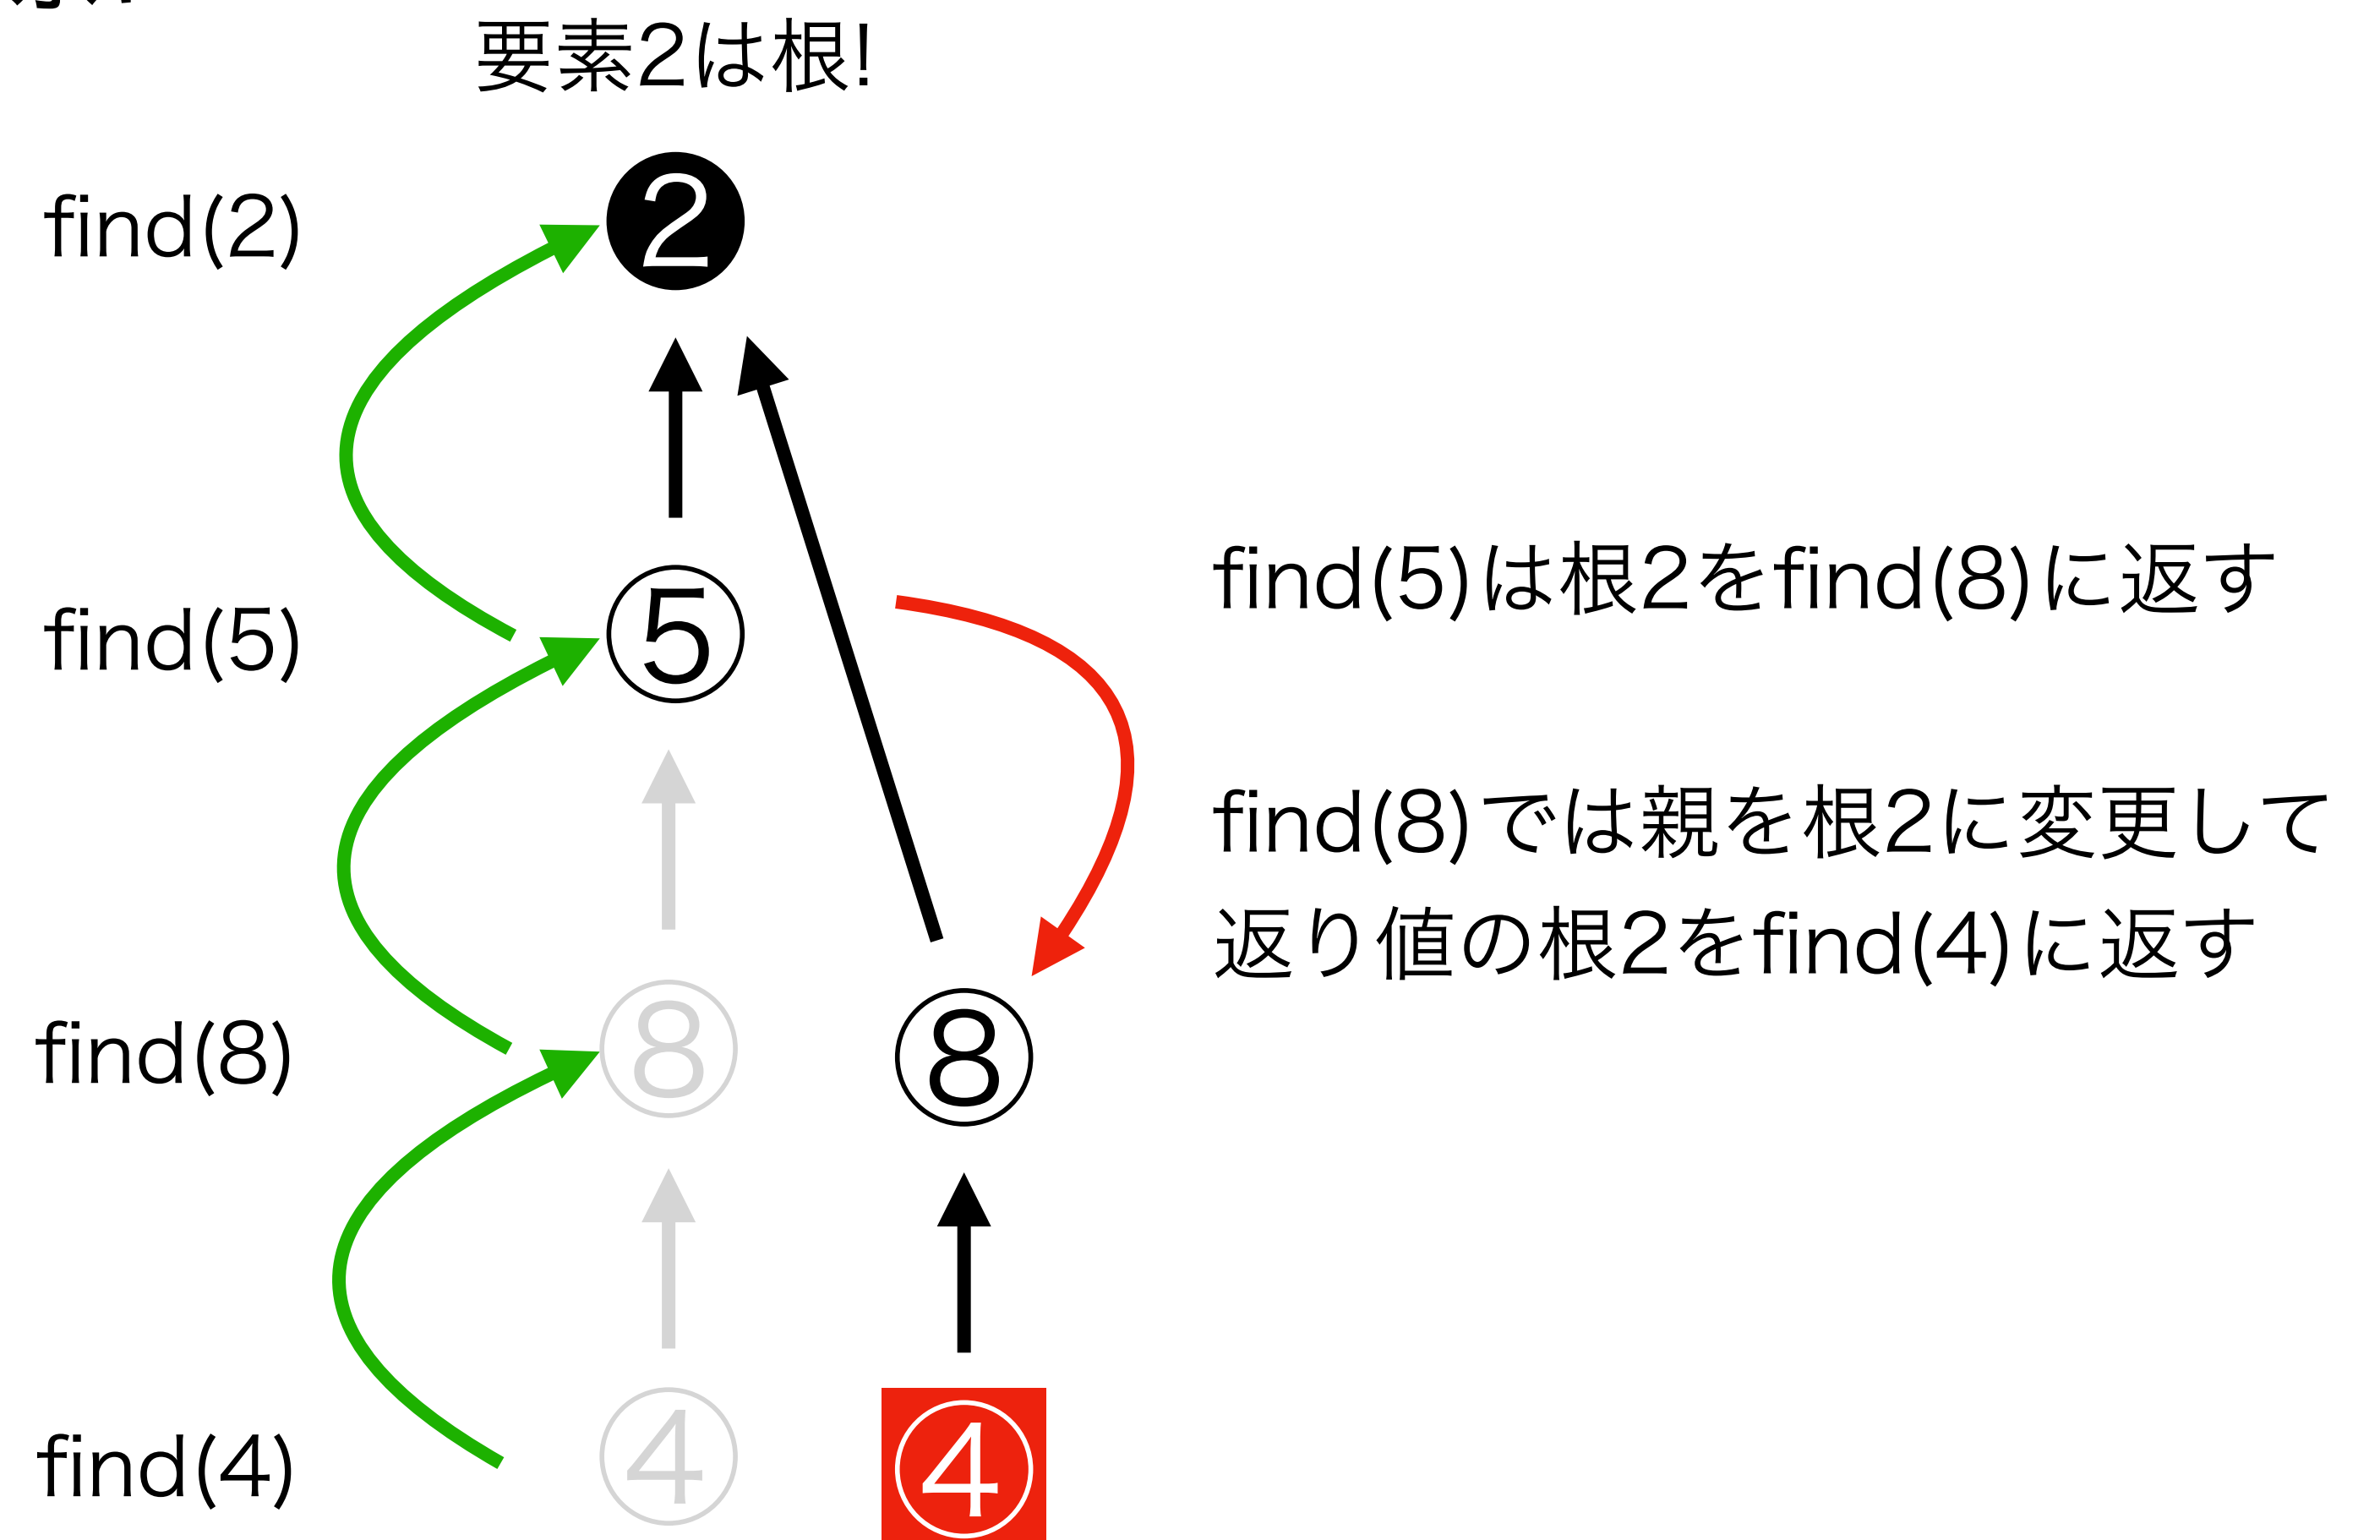 要素2は根!
find(2)
❷
find(5)
⑤
find(5)は根2をfind(8)に返す
find(8)では親を根2に変更して
返り値の根2をfind(4)に返す
find(8)
⑧
⑧
find(4)
④
④